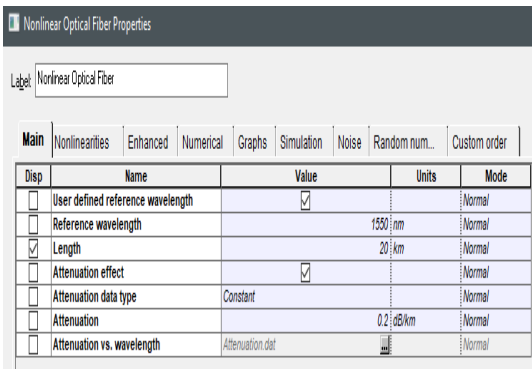 Nonlinear Optical Fiber Properties
Label: Nonlinear Optical Fiber
Main Nonlinearities Enhanced Numerical Graphs Simulation Noise Random num... Custom order
Disp Name Value Units Mode
User defined reference wavelength Normal
Reference wavelength 1550 nm Normal
Length 20 km Normal
Attenuation effect Normal
Attenuation data type Constant Normal
Attenuation 0.2 dB/km Normal
Attenuation vs. wavelength Attenuation.dat ... Normal